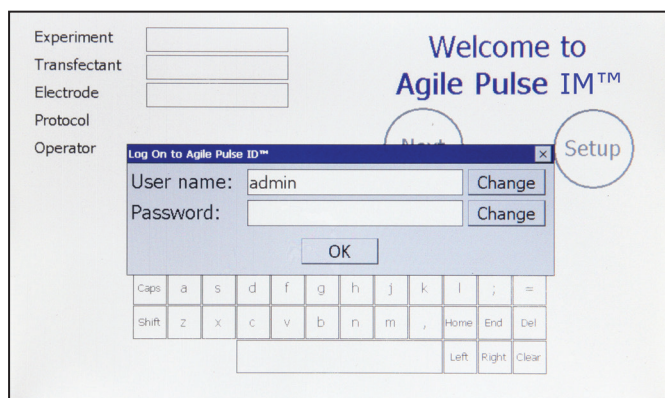 Experiment
Transfectant
Electrode
Protocol
Operator
Welcome to
Agile Pulse IM™
Setup
Log On to Agile Pulse ID™
×
User name: admin Change
Password: Change
OK
Caps a s d f g h j k l ; =
Shift z x c v b n m , Home End Del
Left Right Clear